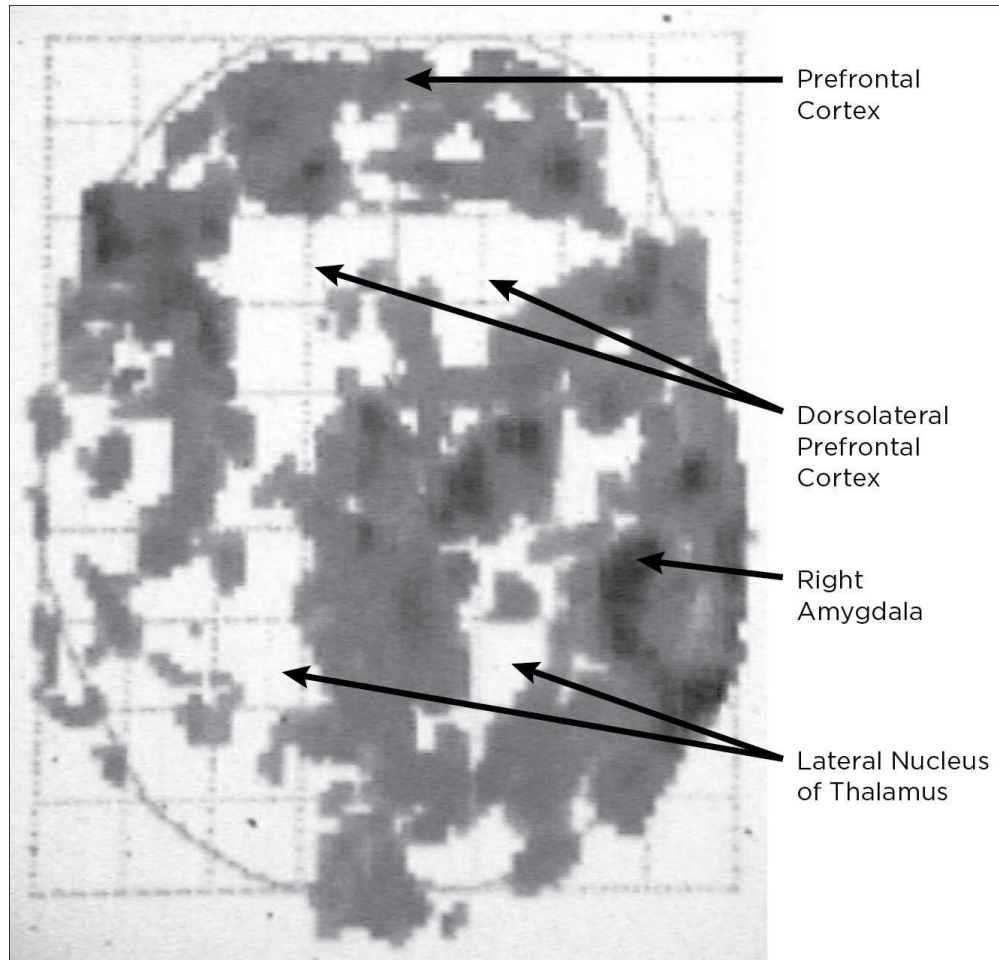 Prefrontal
Cortex
Dorsolateral
Prefrontal
Cortex
Right
Amygdala
Lateral Nucleus
of Thalamus